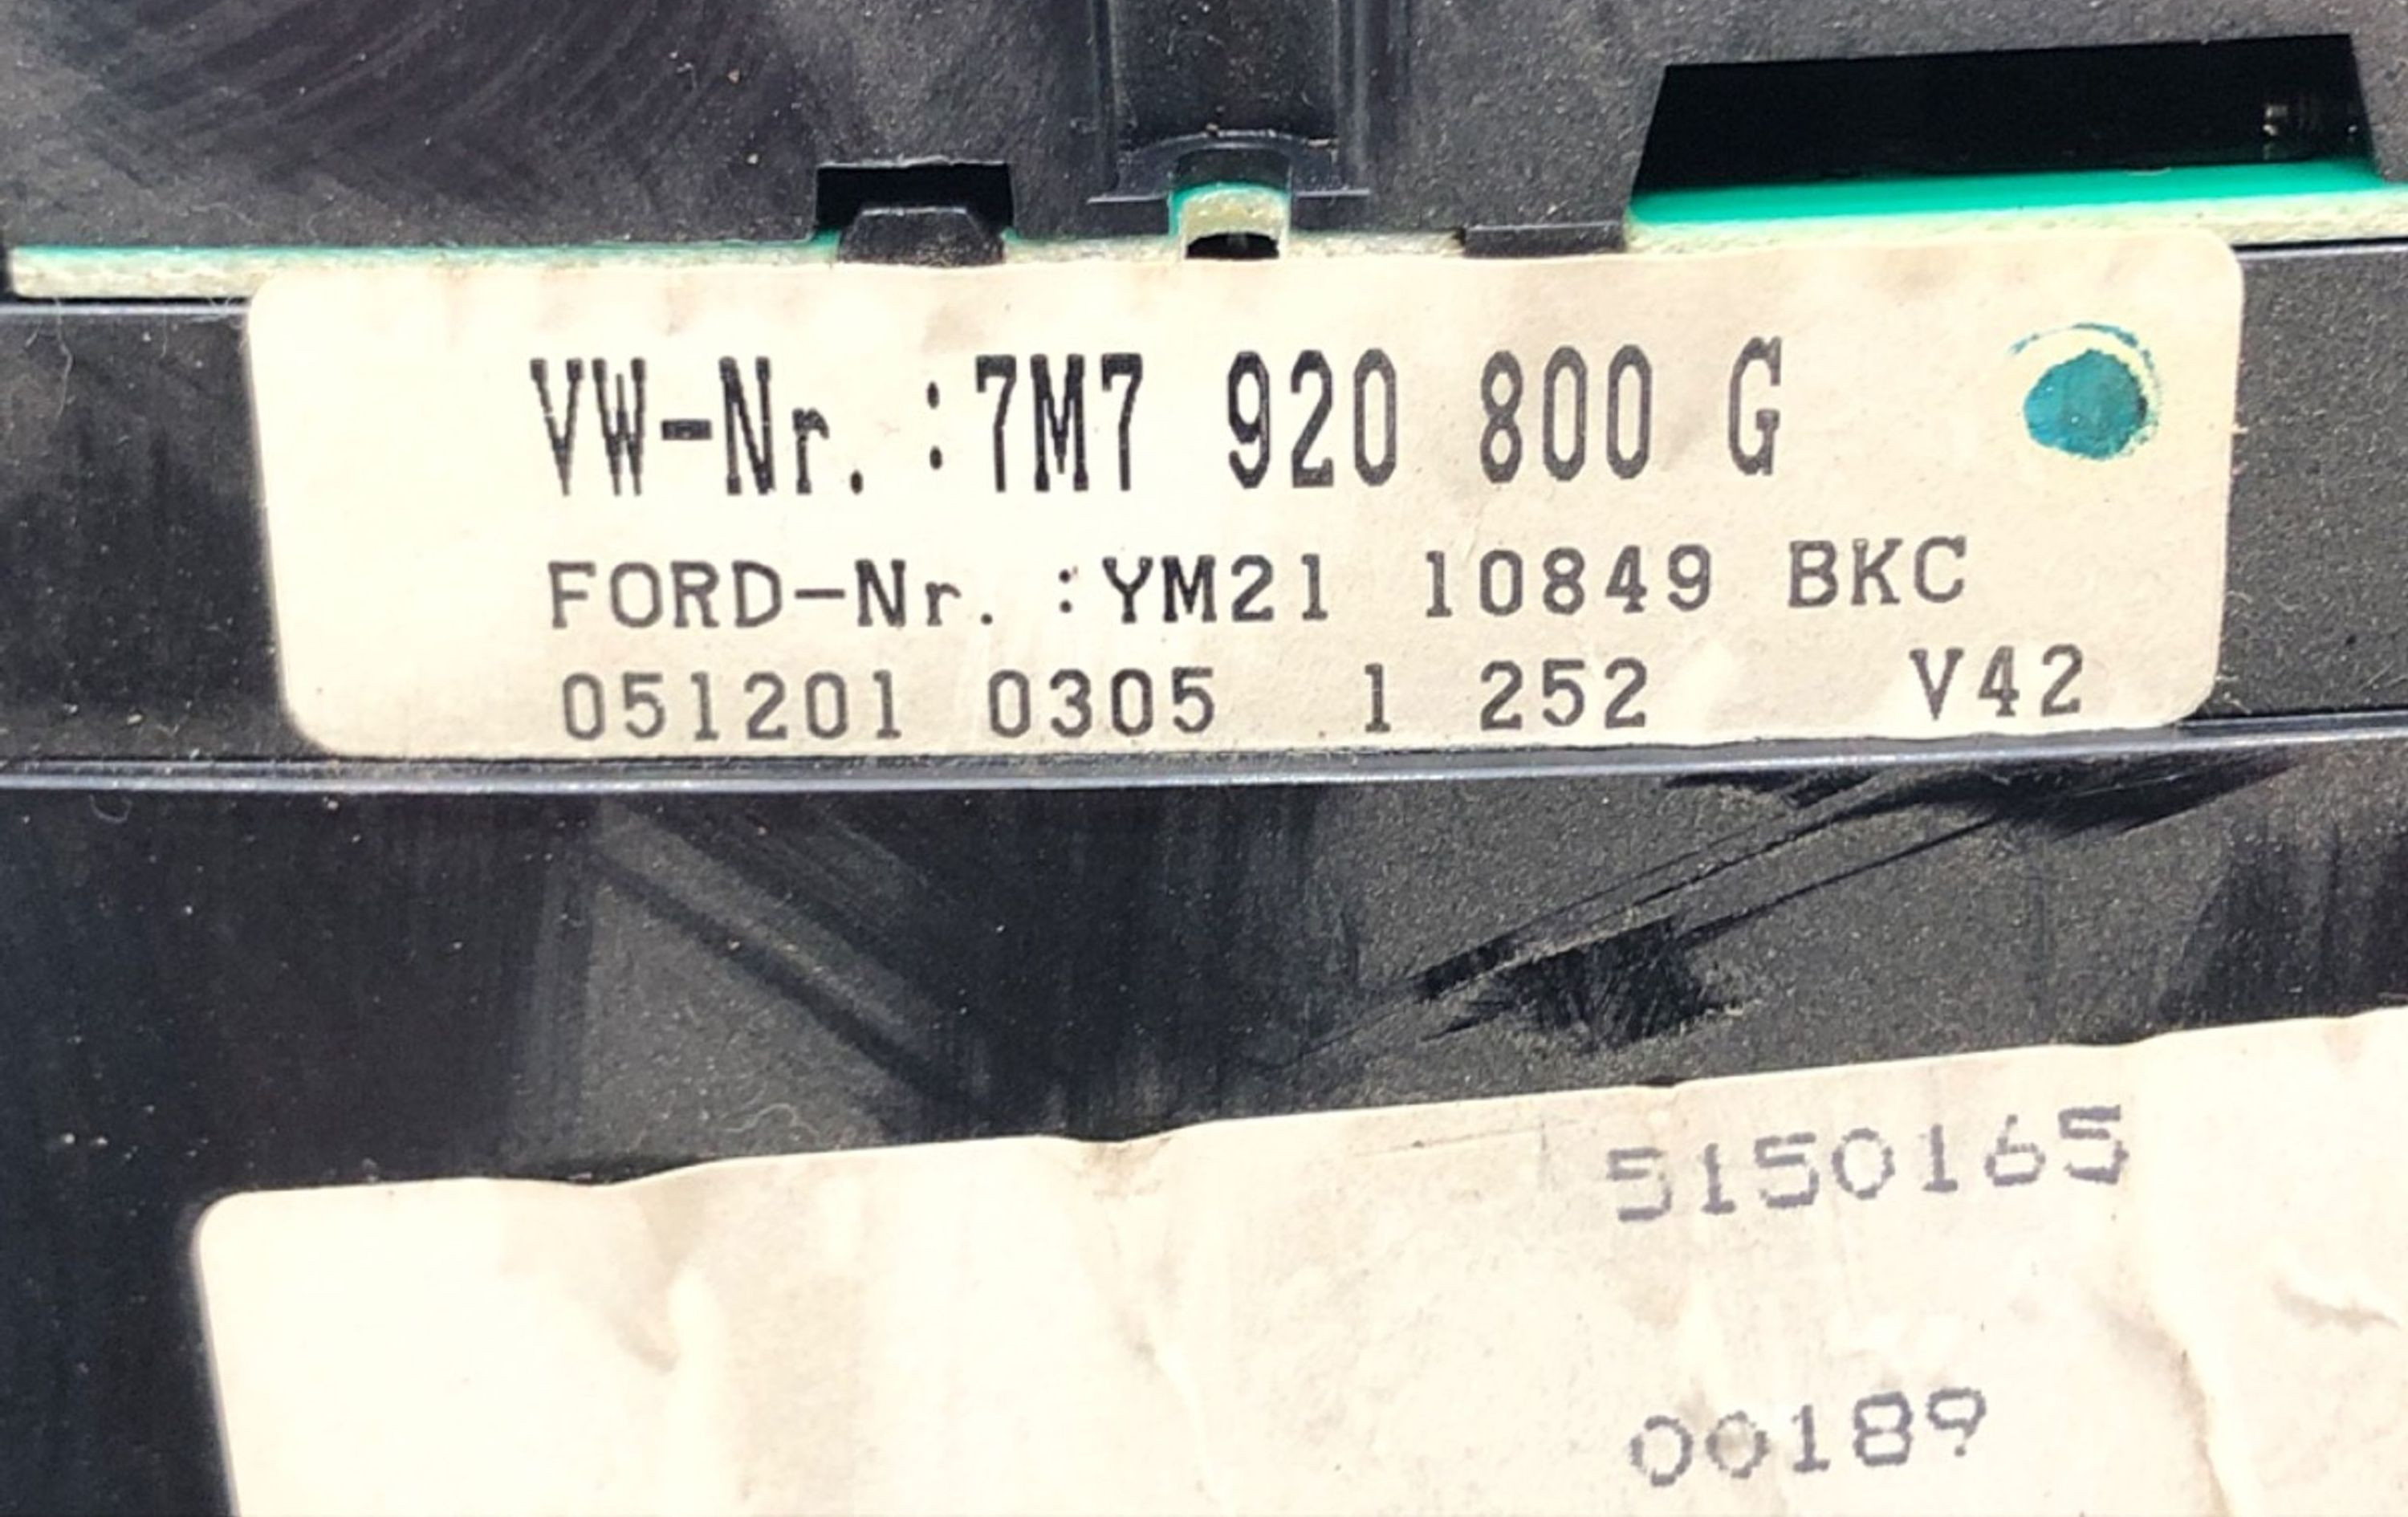 VW-Nr. :7M7 920 800 G
FORD-Nr. :YM21 10849 BKC
051201 0305 1 252 V42
5150165
00189